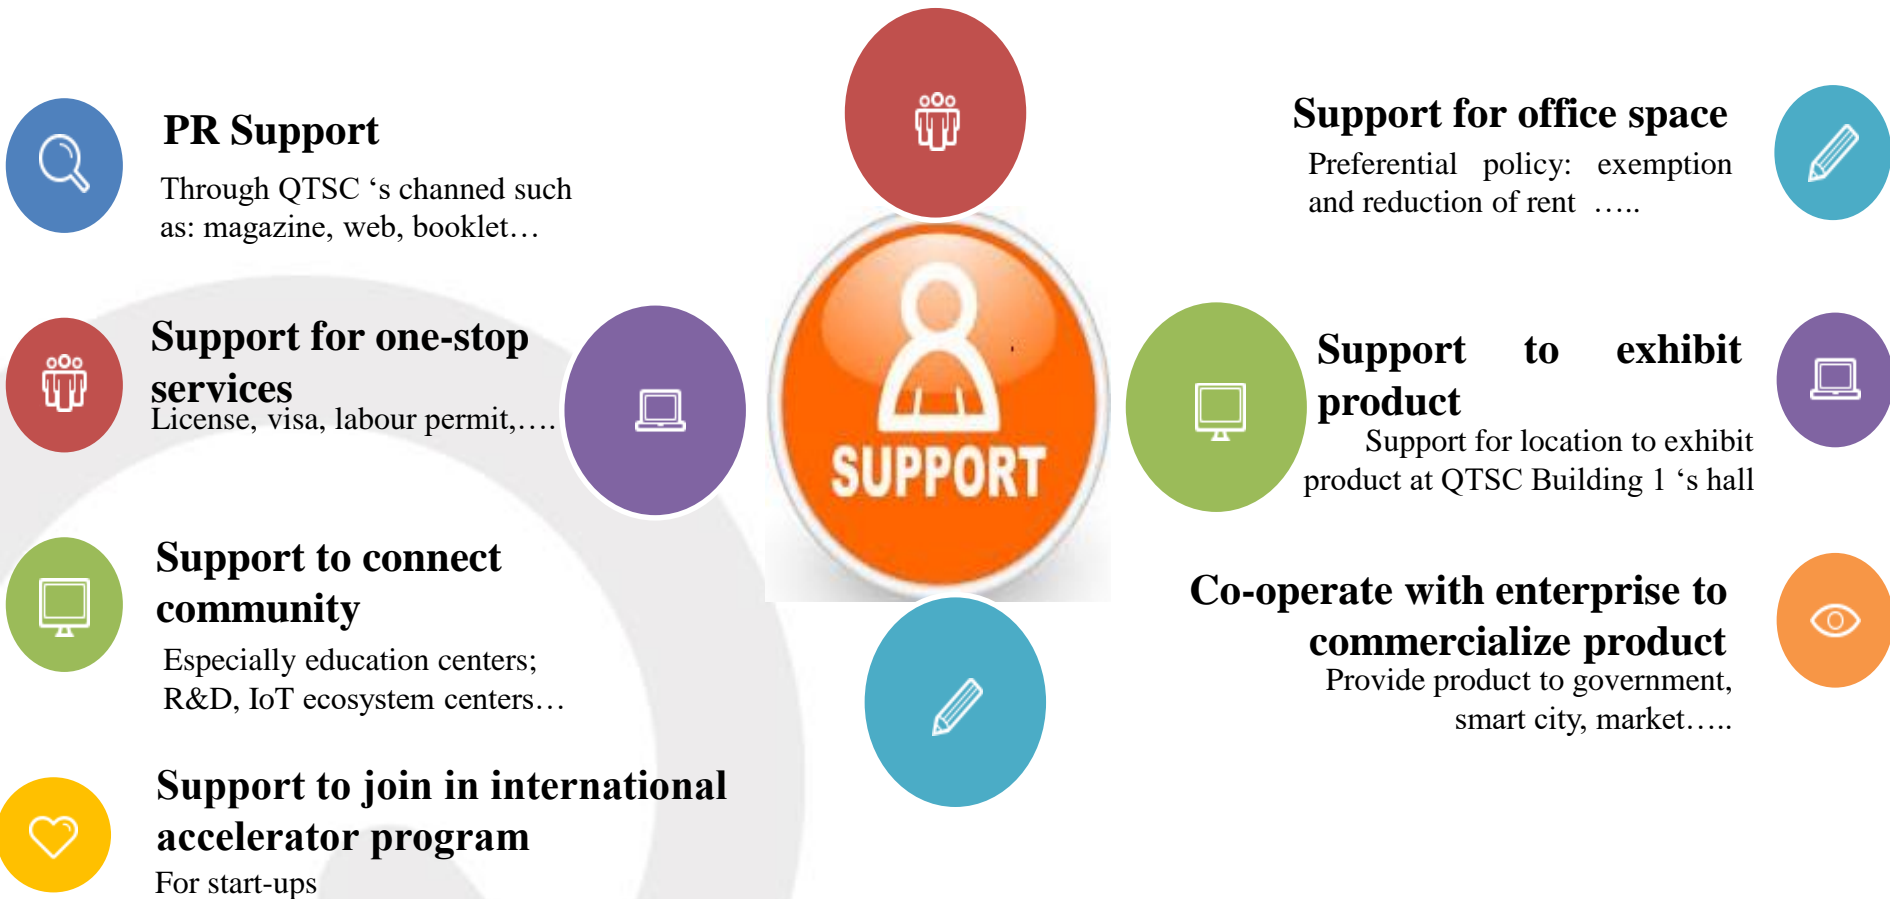 PR Support
Through QTSC ‘s channed such
as: magazine, web, booklet…
Support for one-stop
services
License, visa, labour permit,….
Support to connect
community
Especially education centers;
R&D, IoT ecosystem centers…
Support to join in international
accelerator program
For start-ups
SUPPORT
Support for office space
Preferential policy: exemption
and reduction of rent …..
Support to exhibit
product
Support for location to exhibit
product at QTSC Building 1 ‘s hall
Co-operate with enterprise to
commercialize product
Provide product to government,
smart city, market…..